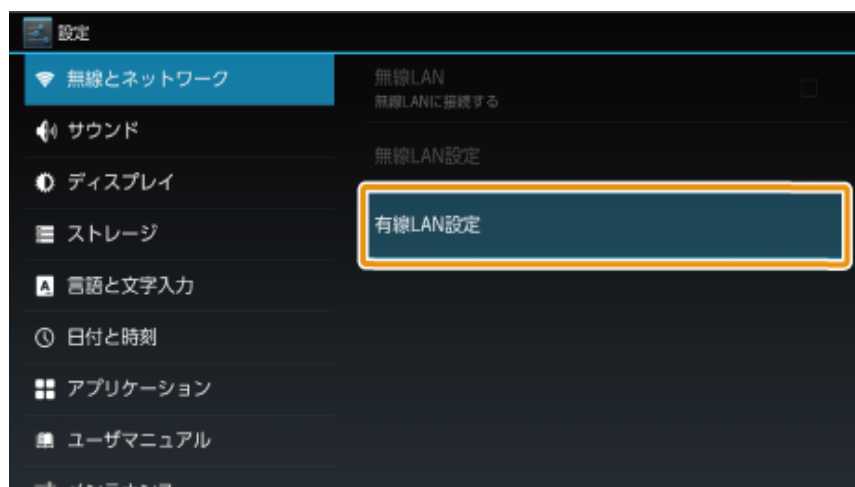 設定
無線とネットワーク
サウンド
ディスプレイ
ストレージ
言語と文字入力
日付と時刻
アプリケーション
ユーザマニュアル
無線LAN
無線LANに接続する
無線LAN設定
有線LAN設定